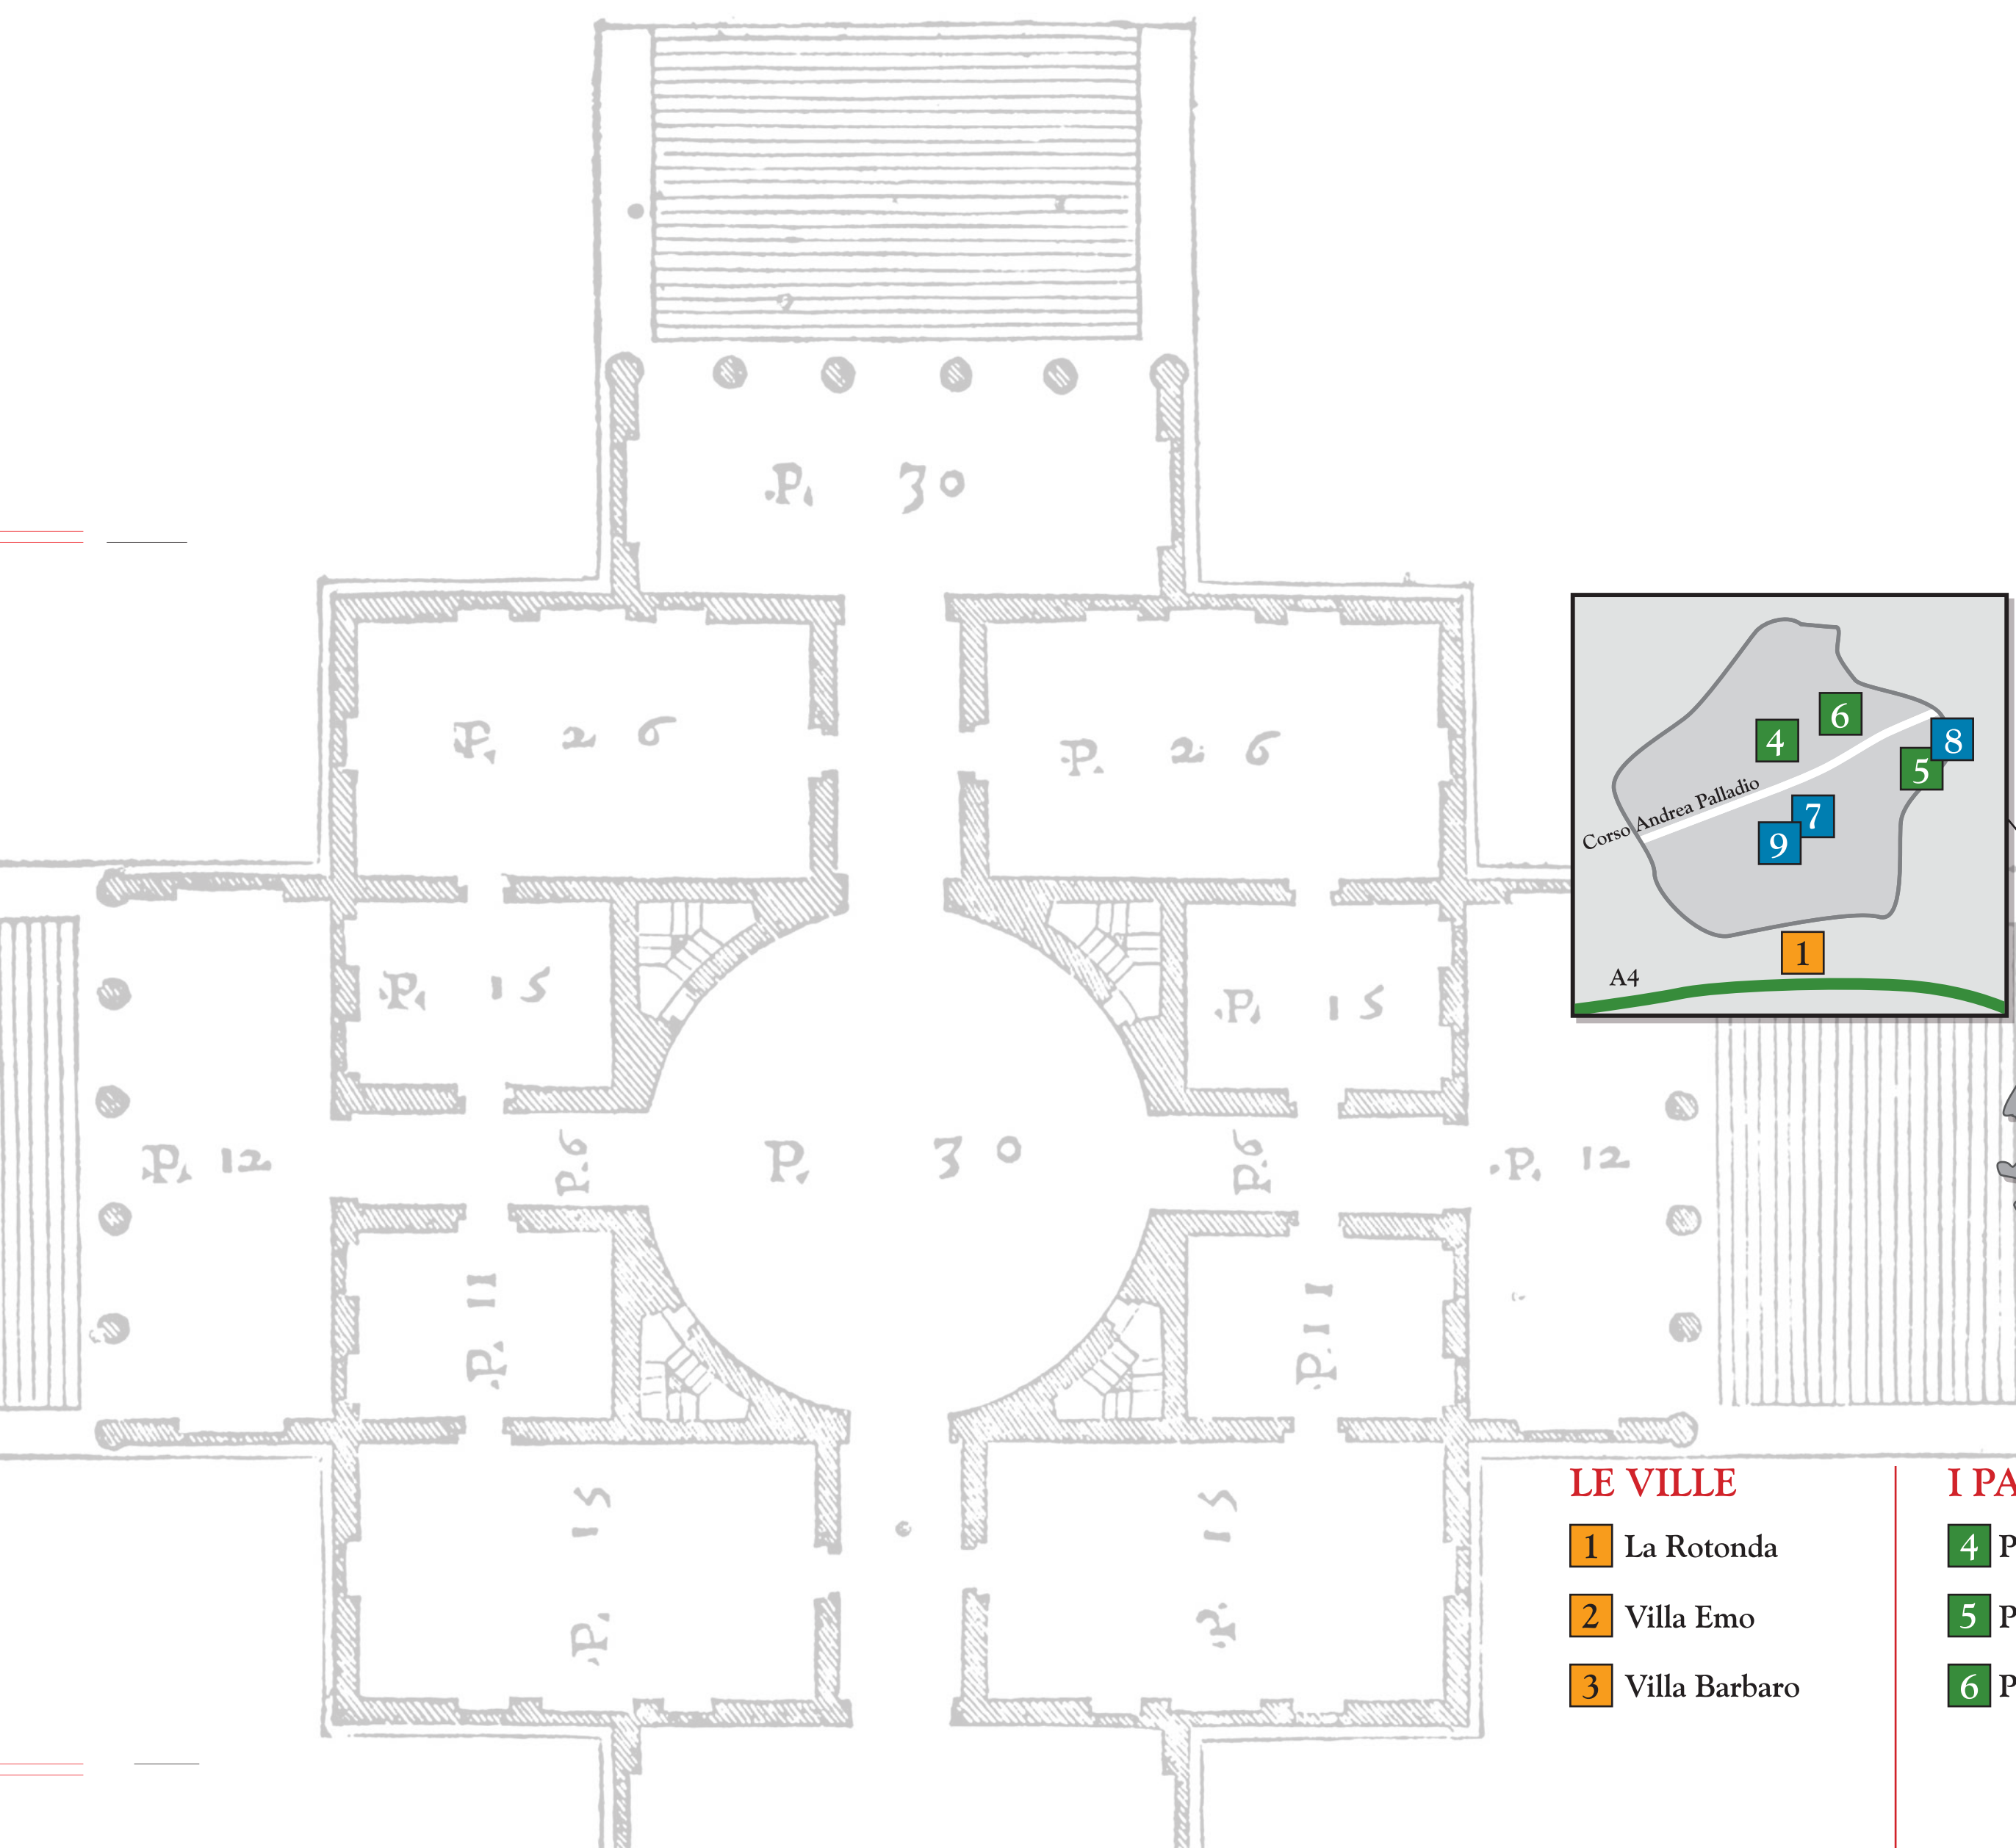 P. 30
P. 26
P. 26
6
4
8
5
Corso Andrea Palladio
7
9
1
A4
P. 15
P. 15
P. 12
P. 6
P. 30
P. 6
P. 12
P. 11
P. 11
P. 15
P. 15
LE VILLE
1 La Rotonda
2 Villa Emo
3 Villa Barbaro
I PA
4 P
5 P
6 P